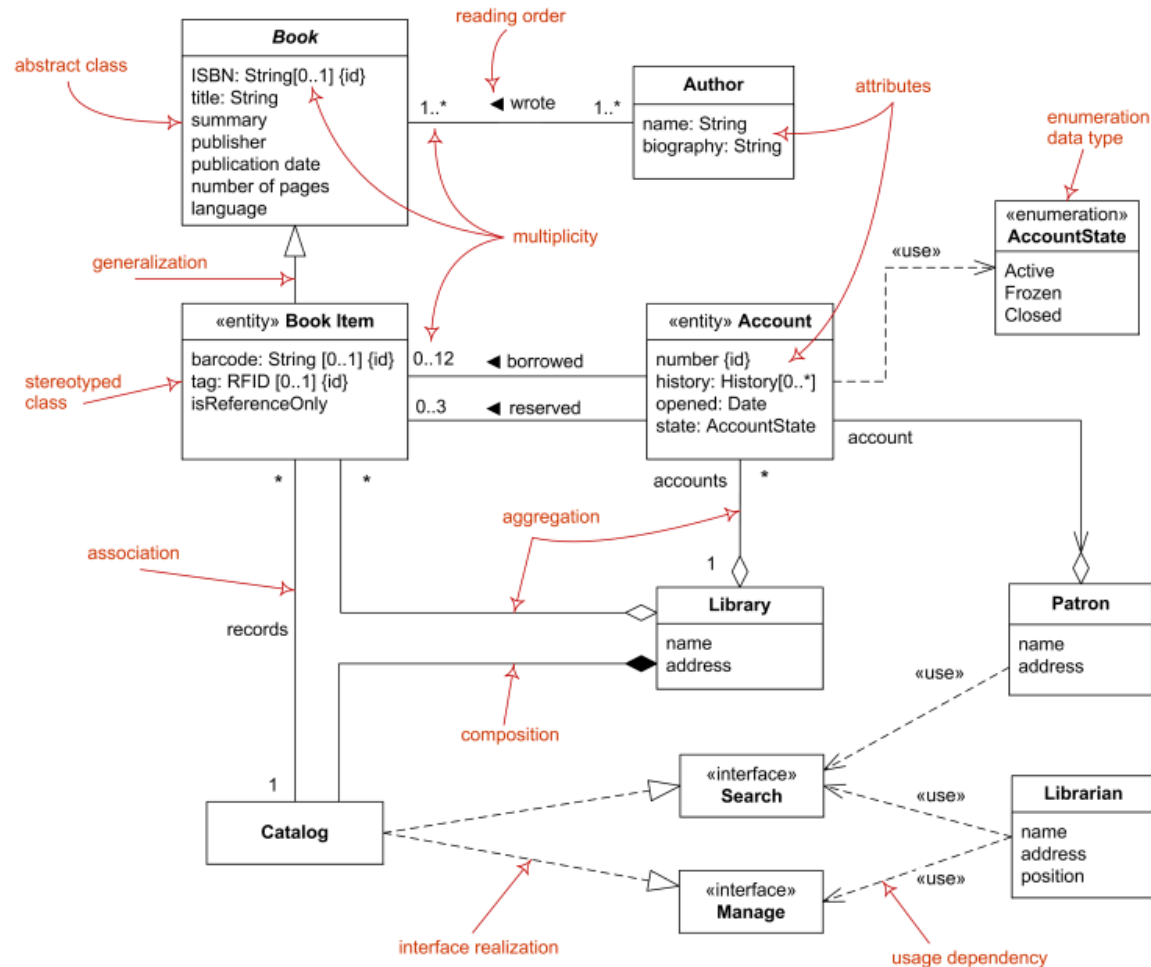 reading order
Book
abstract class
ISBN: String[0..1] {id}
title: String
summary
publisher
publication date
number of pages
language
1..*
◄ wrote
1..*
Author
name: String
biography: String
attributes
enumeration
data type
«enumeration»
AccountState
Active
Frozen
Closed
multiplicity
generalization
«use»
«entity» Book Item
barcode: String [0..1] {id}
tag: RFID [0..1] {id}
isReferenceOnly
stereotyped
class
0..12
◄ borrowed
0..3
◄ reserved
«entity» Account
number {id}
history: History[0..*]
opened: Date
state: AccountState
account
*
*
accounts
*
aggregation
association
1
Library
name
address
Patron
name
address
records
composition
«use»
1
Catalog
«interface»
Search
«use»
Librarian
name
address
position
«interface»
Manage
«use»
interface realization
usage dependency